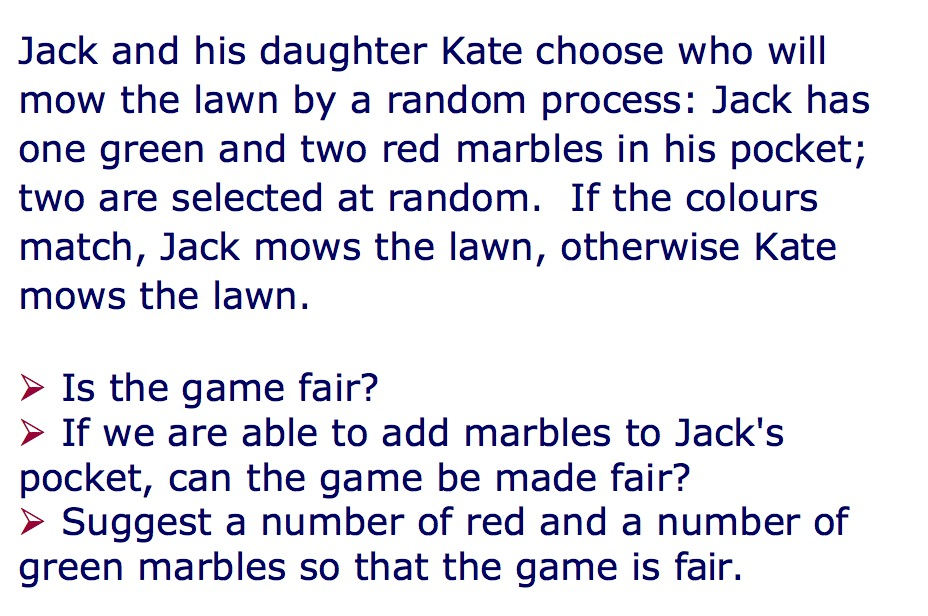 Jack and his daughter Kate choose who will
mow the lawn by a random process: Jack has
one green and two red marbles in his pocket;
two are selected at random.  If the colours
match, Jack mows the lawn, otherwise Kate
mows the lawn.
➢ Is the game fair?
➢ If we are able to add marbles to Jack's
pocket, can the game be made fair?
➢ Suggest a number of red and a number of
green marbles so that the game is fair.